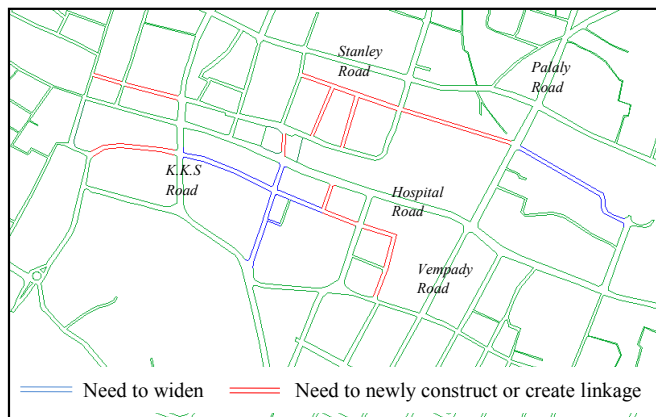 Stanley
Road
Palaly
Road
K.K.S
Road
Hospital
Road
Vempady
Road
Need to widen
Need to newly construct or create linkage